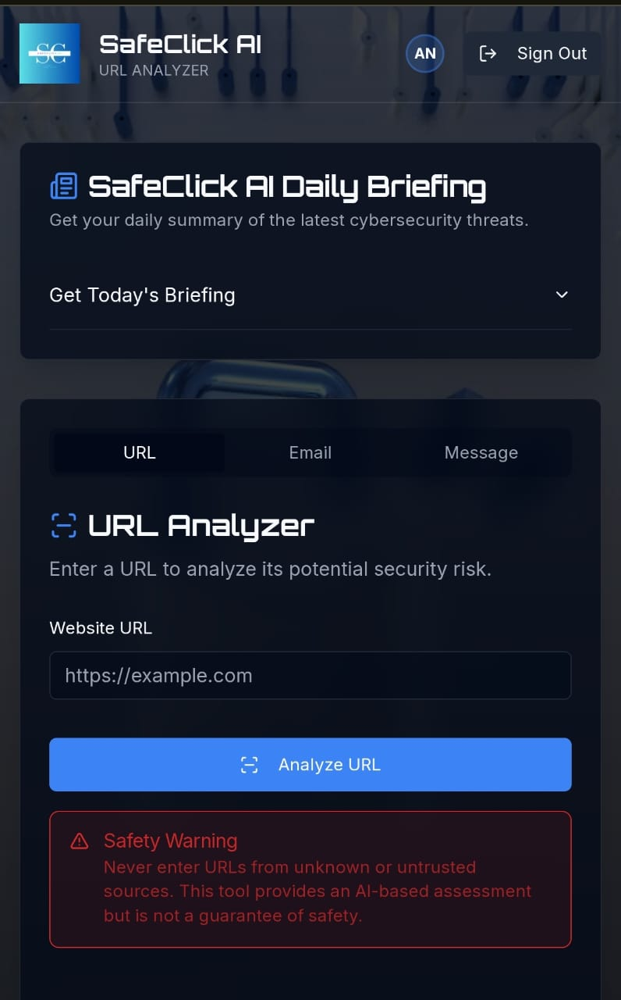 SC
SafeClick AI
URL ANALYZER
AN
Sign Out
SafeClick AI Daily Briefing
Get your daily summary of the latest cybersecurity threats.
Get Today's Briefing
URL
Email
Message
URL Analyzer
Enter a URL to analyze its potential security risk.
Website URL
https://example.com
Analyze URL
Safety Warning
Never enter URLs from unknown or untrusted
sources. This tool provides an AI-based assessment
but is not a guarantee of safety.